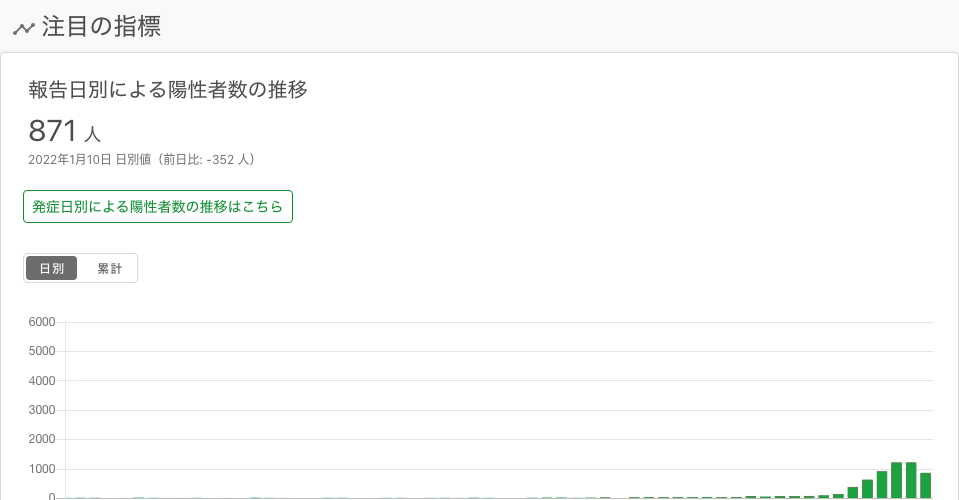 注目の指標
報告日別による陽性者数の推移
871 人
2022年1月10日 日別値（前日比: -352 人）
発症日別による陽性者数の推移はこちら
日別 累計
6000
5000
4000
3000
2000
1000
0